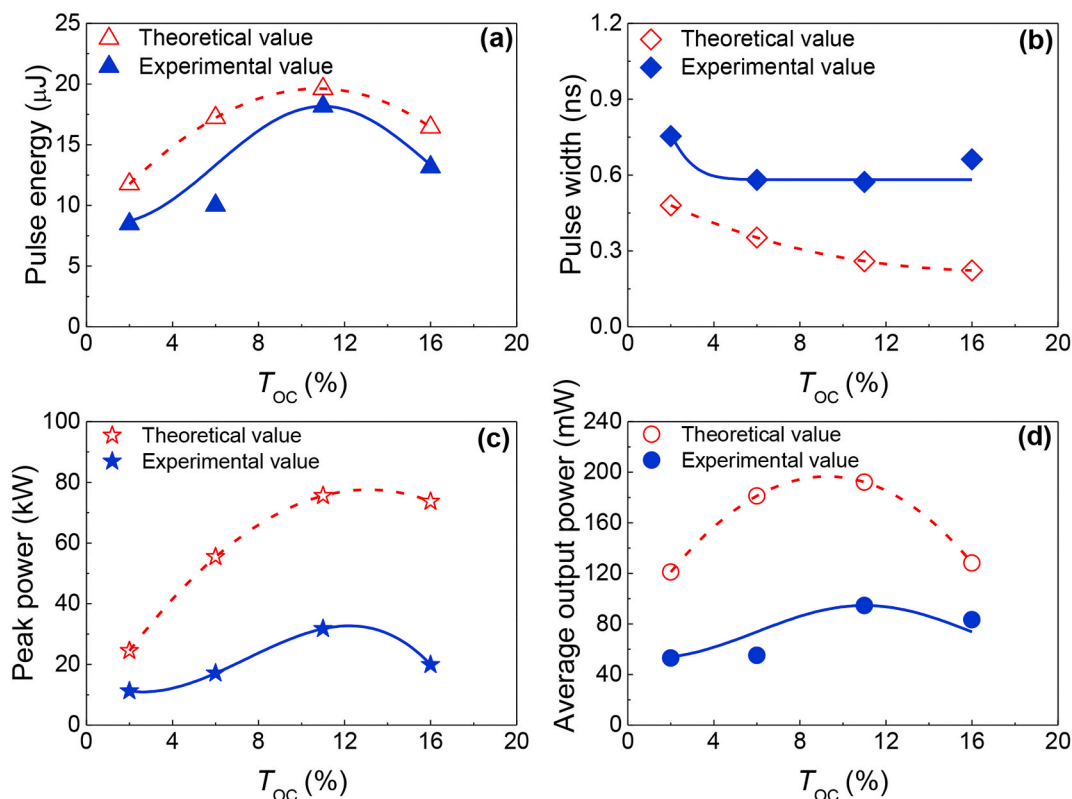 Pulse energy (μJ)
25
20
15
10
5
0
Theoretical value
Experimental value
(a)
0 4 8 12 16 20
T_OC (%)
Pulse width (ns)
1.2
0.9
0.6
0.3
0.0
Theoretical value
Experimental value
(b)
0 4 8 12 16 20
T_OC (%)
Peak power (kW)
100
80
60
40
20
0
Theoretical value
Experimental value
(c)
0 4 8 12 16 20
T_OC (%)
Average output power (mW)
240
200
160
120
80
40
0
Theoretical value
Experimental value
(d)
0 4 8 12 16 20
T_OC (%)